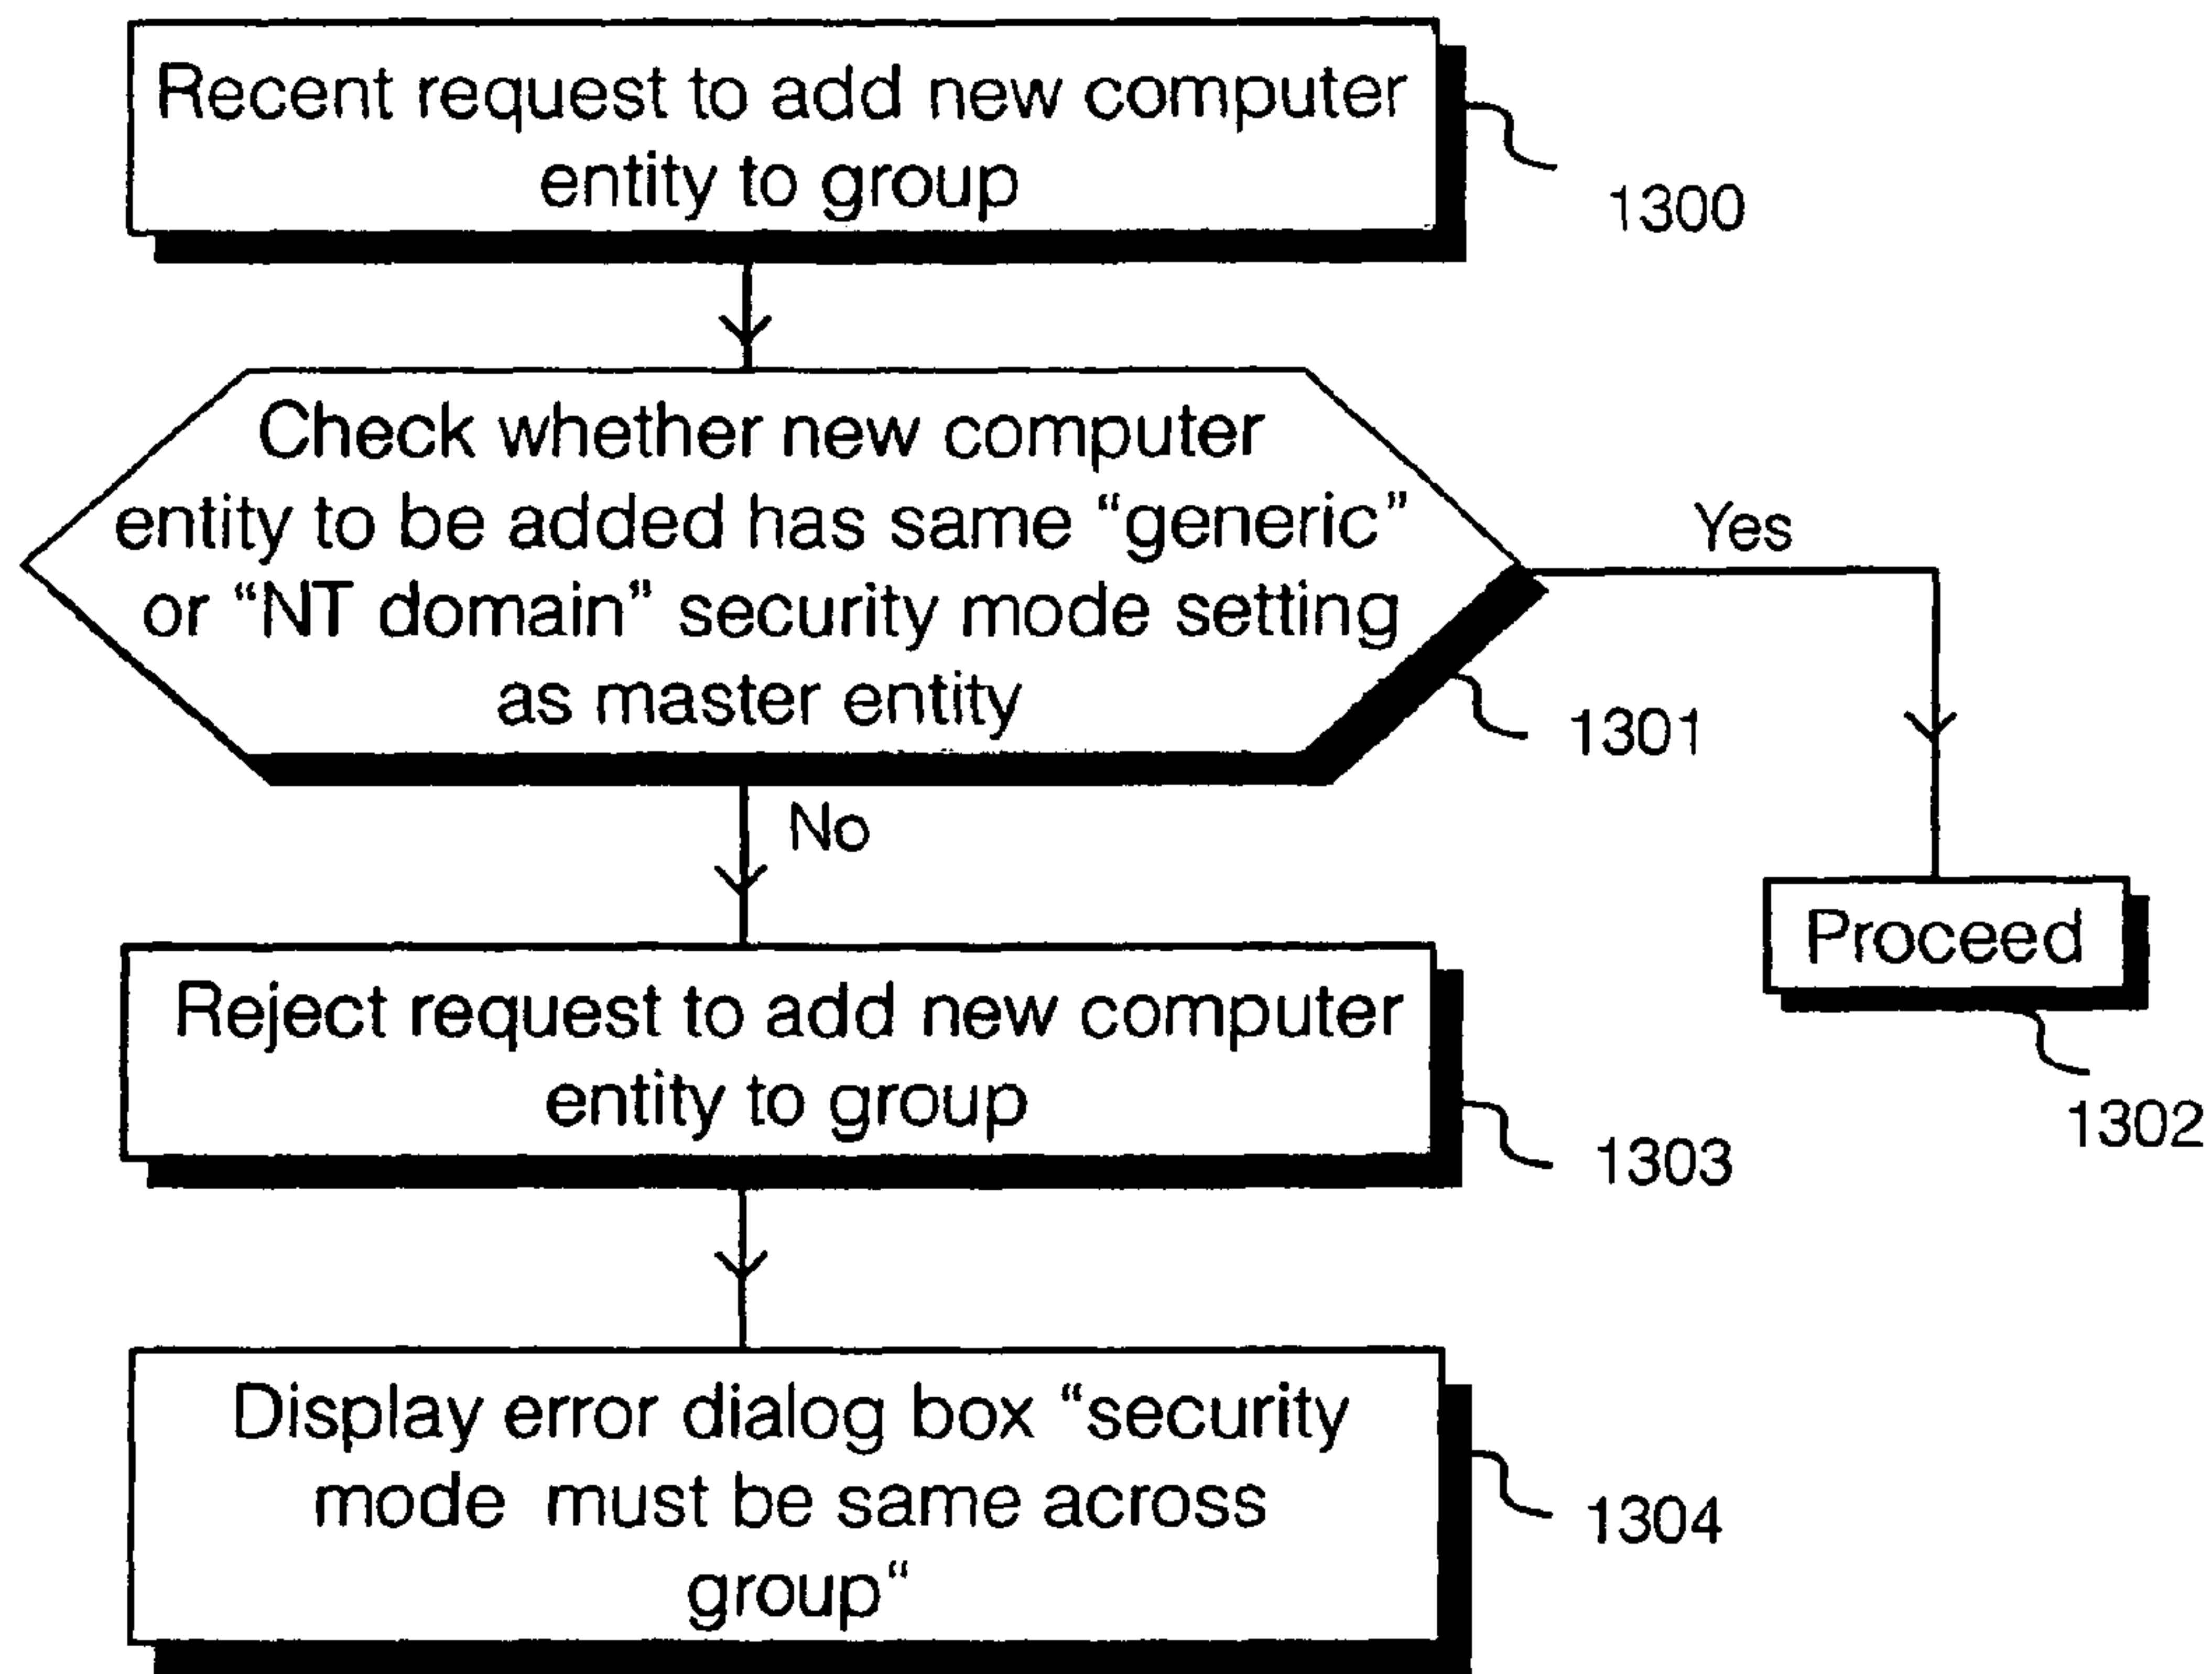 Recent request to add new computer
entity to group
1300
Check whether new computer
entity to be added has same “generic”
or “NT domain” security mode setting
as master entity
1301
Yes
No
Proceed
1302
Reject request to add new computer
entity to group
1303
Display error dialog box “security
mode must be same across
group“
1304